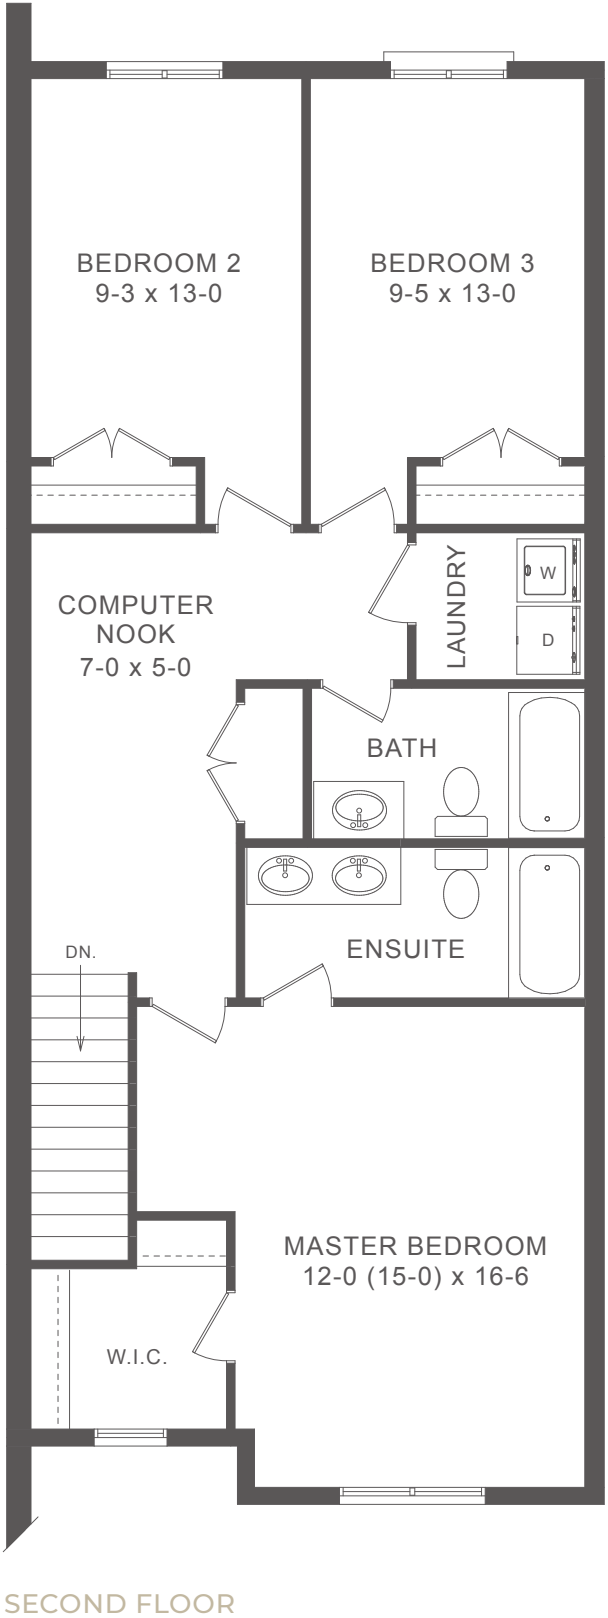 BEDROOM 2
9-3 x 13-0
BEDROOM 3
9-5 x 13-0
COMPUTER
NOOK
7-0 x 5-0
LAUNDRY
W
D
BATH
ENSUITE
DN.
MASTER BEDROOM
12-0 (15-0) x 16-6
W.I.C.
SECOND FLOOR